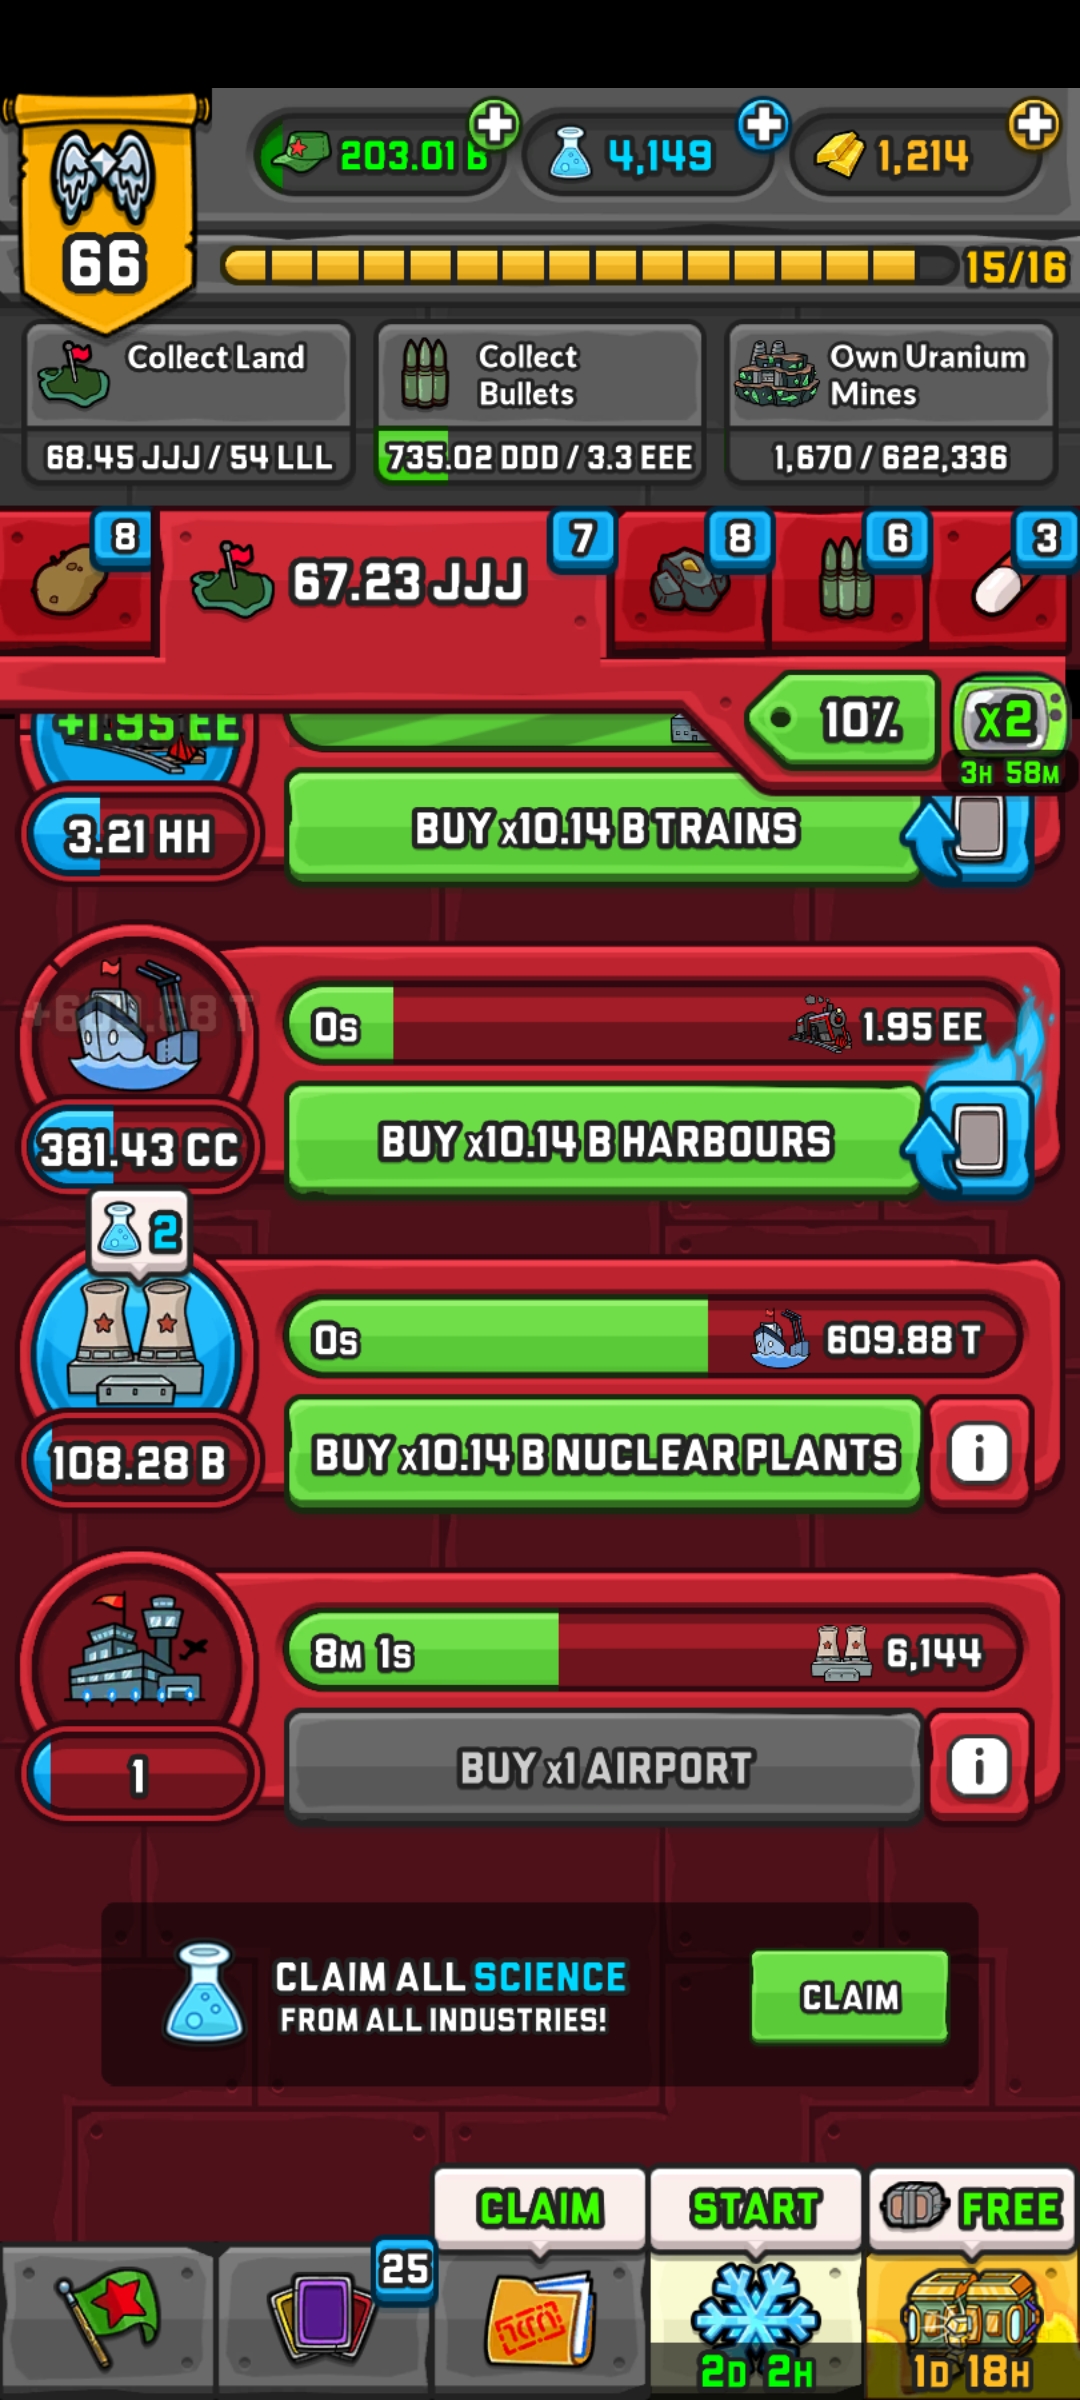 203.01 B
4,149
1,214
66
15/16
Collect Land
68.45 JJJ / 54 LLL
Collect
Bullets
735.02 DDD / 3.3 EEE
Own Uranium
Mines
1,670 / 622,336
8
67.23 JJJ
7
8
6
3
10%
x2
3H 58M
+1.95 EE
3.21 HH
BUY x10.14 B TRAINS
0s
1.95 EE
381.43 CC
BUY x10.14 B HARBOURS
2
0s
609.88 T
108.28 B
BUY x10.14 B NUCLEAR PLANTS
i
8M 1s
6,144
1
BUY x1 AIRPORT
i
CLAIM ALL SCIENCE
FROM ALL INDUSTRIES!
CLAIM
CLAIM
START
FREE
25
2D 2H
1D 18H